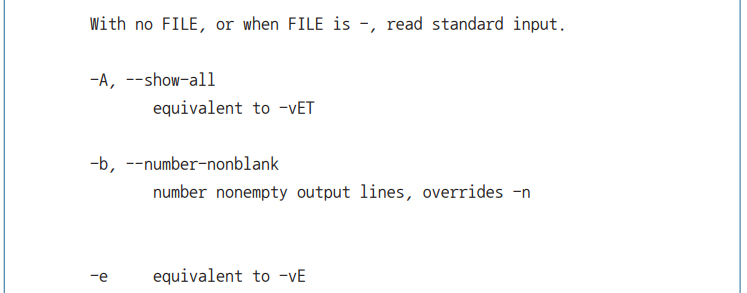 With no FILE, or when FILE is -, read standard input.
-A, --show-all
equivalent to -vET
-b, --number-nonblank
number nonempty output lines, overrides -n
-e equivalent to -vE